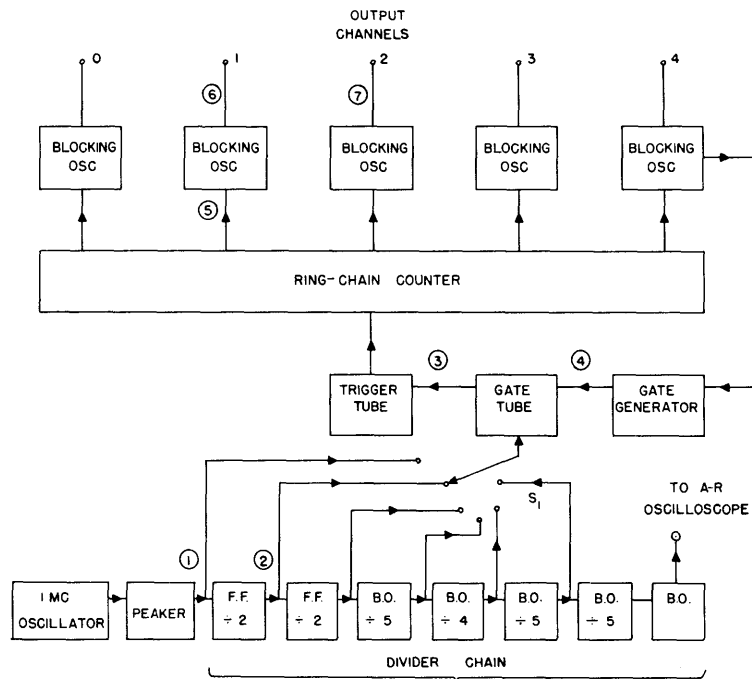 OUTPUT
CHANNELS
0
1
2
3
4
⑥
⑦
BLOCKING
OSC
BLOCKING
OSC
BLOCKING
OSC
BLOCKING
OSC
BLOCKING
OSC
⑤
RING-CHAIN COUNTER
③
④
TRIGGER
TUBE
GATE
TUBE
GATE
GENERATOR
S1
TO A-R
OSCILLOSCOPE
①
②
1 MC
OSCILLATOR
PEAKER
F.F.
÷ 2
F.F.
÷ 2
B.O.
÷ 5
B.O.
÷ 4
B.O.
÷ 5
B.O.
÷ 5
B.O.
DIVIDER CHAIN